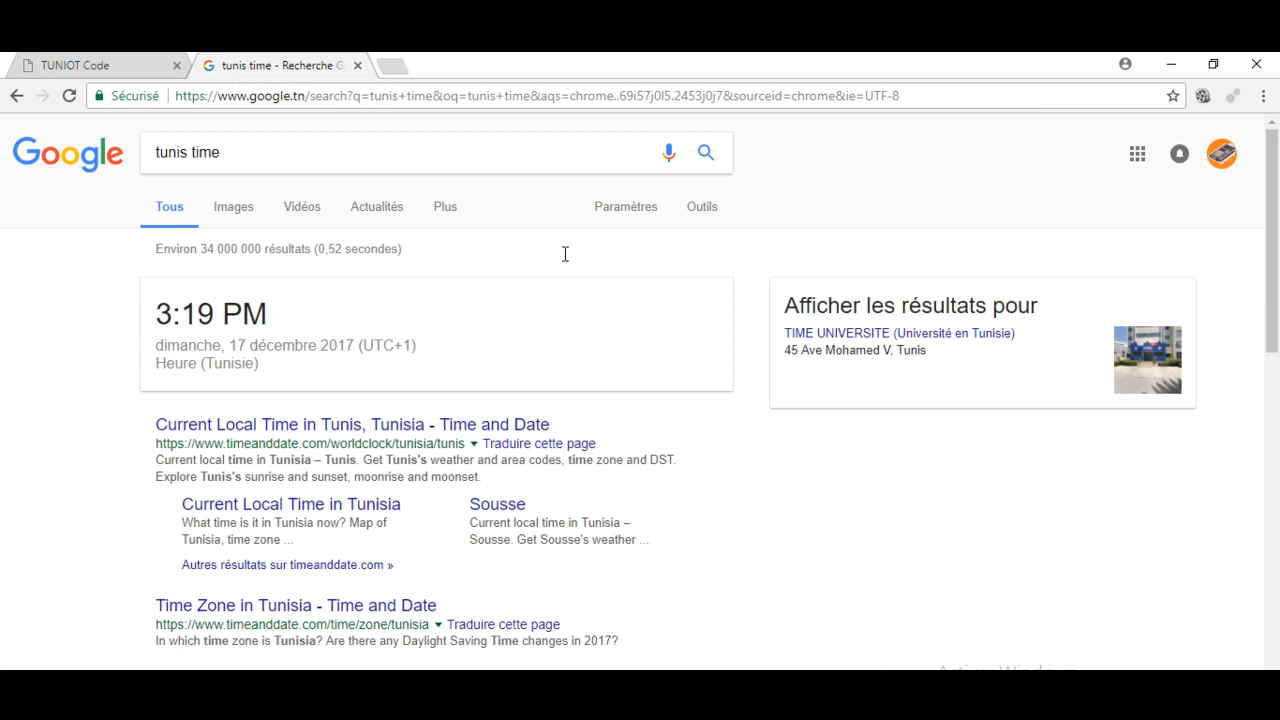 TUNIOT Code
tunis time - Recherche G
Sécurisé
https://www.google.tn/search?q=tunis+time&oq=tunis+time&aqs=chrome..69i57j0l5.2453j0j7&sourceid=chrome&ie=UTF-8
Google
tunis time
Tous Images Vidéos Actualités Plus Paramètres Outils
Environ 34 000 000 résultats (0,52 secondes)
3:19 PM
dimanche, 17 décembre 2017 (UTC+1)
Heure (Tunisie)
Afficher les résultats pour
TIME UNIVERSITE (Université en Tunisie)
45 Ave Mohamed V, Tunis
Current Local Time in Tunis, Tunisia - Time and Date
https://www.timeanddate.com/worldclock/tunisia/tunis ▾ Traduire cette page
Current local time in Tunisia – Tunis. Get Tunis's weather and area codes, time zone and DST.
Explore Tunis's sunrise and sunset, moonrise and moonset.
Current Local Time in Tunisia
What time is it in Tunisia now? Map of
Tunisia, time zone ...
Sousse
Current local time in Tunisia –
Sousse. Get Sousse's weather ...
Autres résultats sur timeanddate.com »
Time Zone in Tunisia - Time and Date
https://www.timeanddate.com/time/zone/tunisia ▾ Traduire cette page
In which time zone is Tunisia? Are there any Daylight Saving Time changes in 2017?